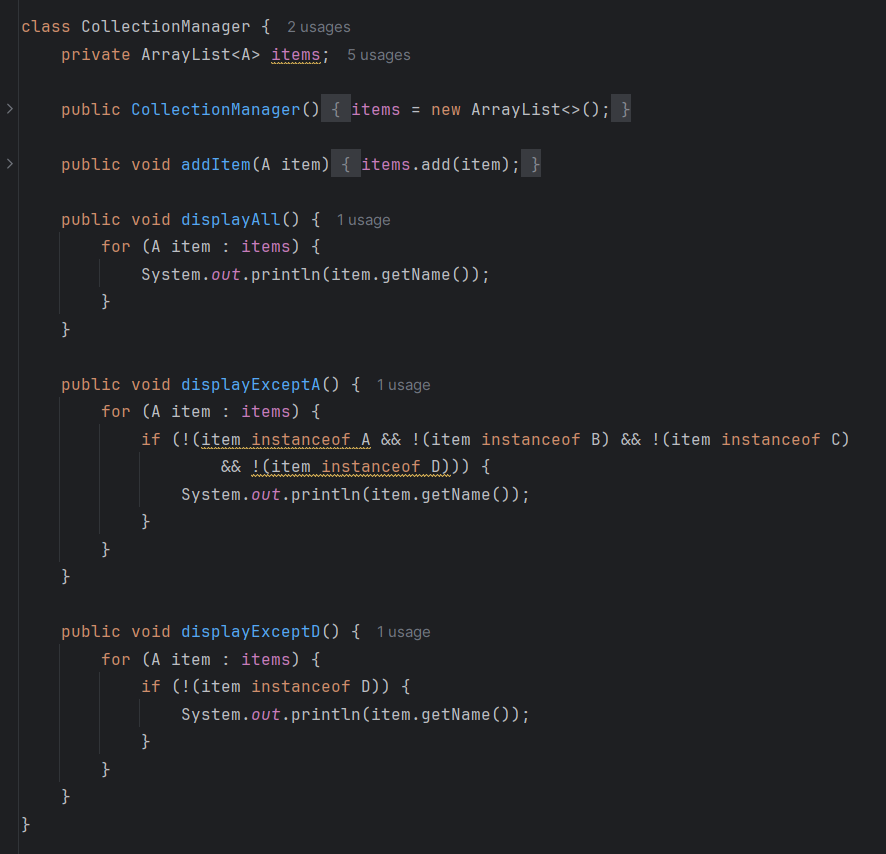 class CollectionManager {  2 usages
    private ArrayList<A> items;  5 usages
    public CollectionManager() { items = new ArrayList<>(); }
    public void addItem(A item) { items.add(item); }
    public void displayAll() {  1 usage
        for (A item : items) {
            System.out.println(item.getName());
        }
    }
    public void displayExceptA() {  1 usage
        for (A item : items) {
            if (!(item instanceof A && !(item instanceof B) && !(item instanceof C)
                    && !(item instanceof D))) {
                System.out.println(item.getName());
            }
        }
    }
    public void displayExceptD() {  1 usage
        for (A item : items) {
            if (!(item instanceof D)) {
                System.out.println(item.getName());
            }
        }
    }
}